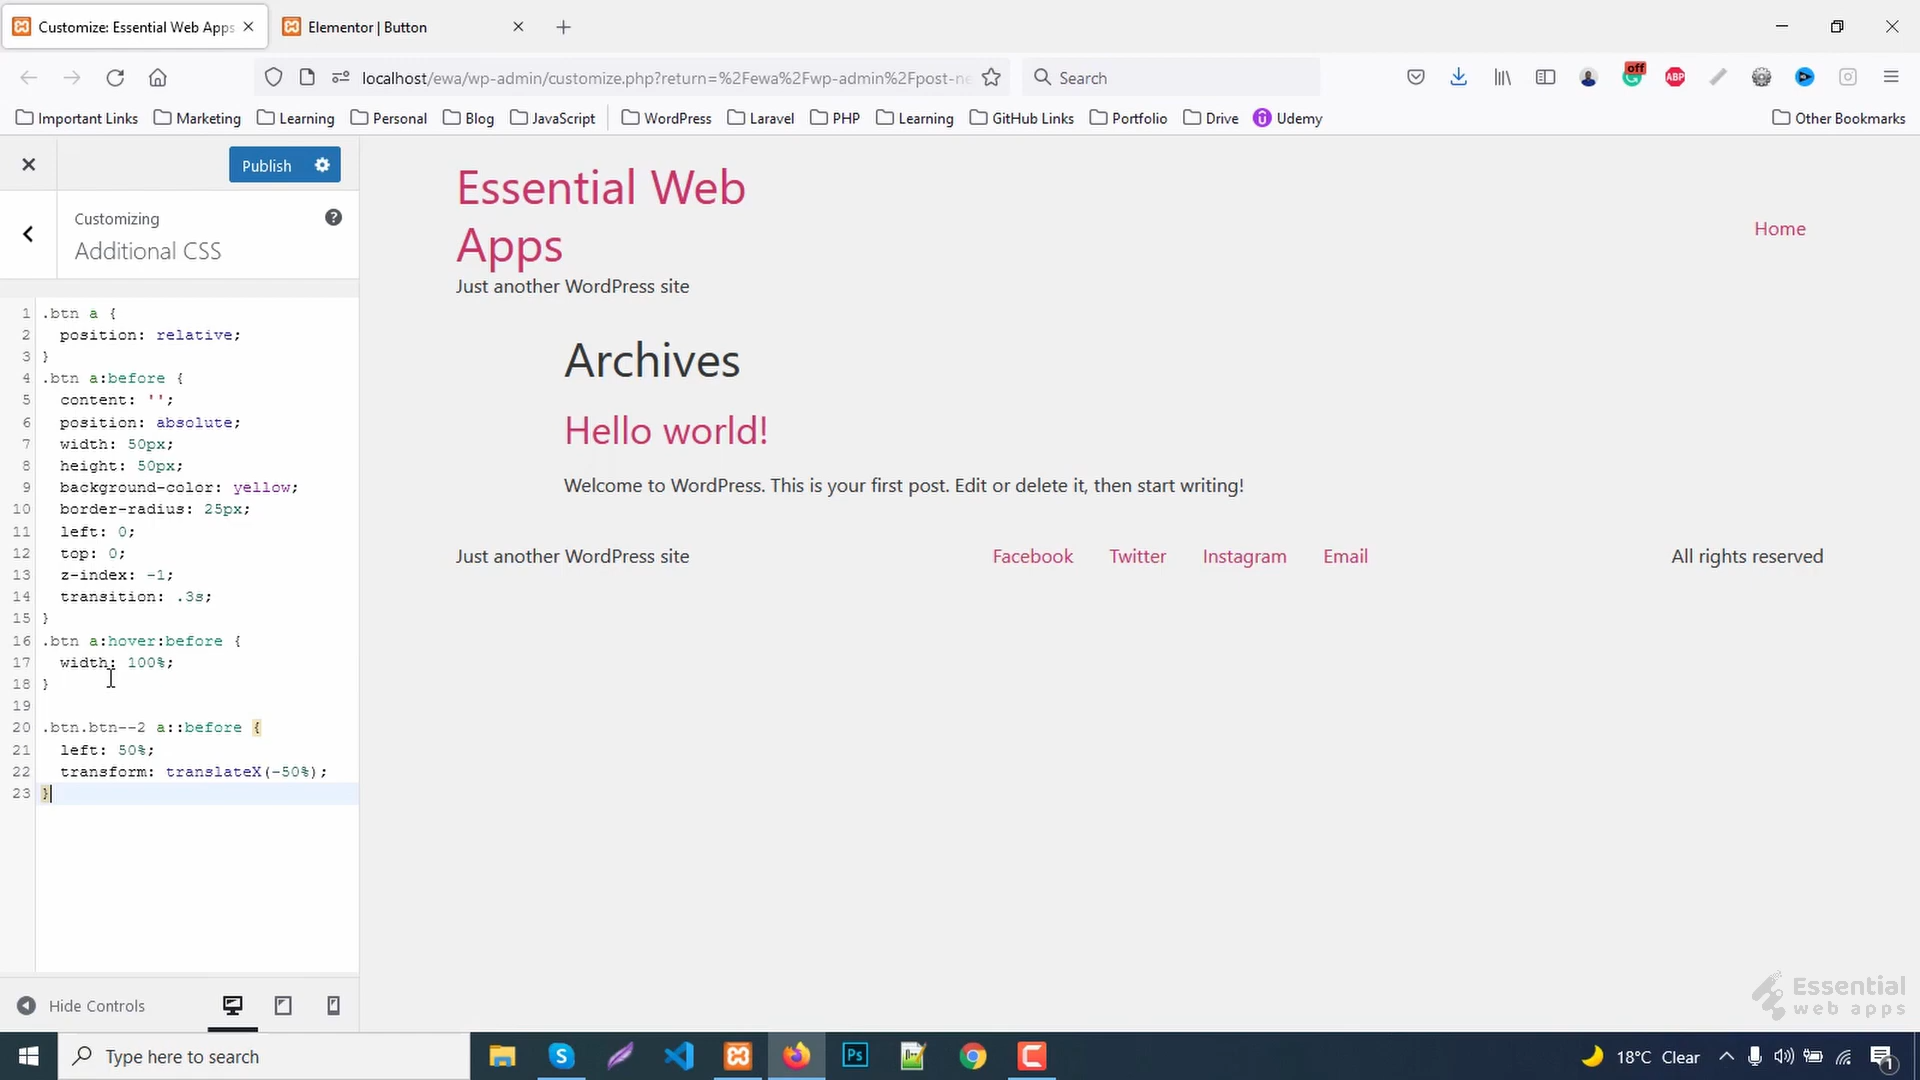 Customize: Essential Web Apps
Elementor | Button
localhost/ewa/wp-admin/customize.php?return=%2Fewa%2Fwp-admin%2Fpost-ne
Search
off
ABP
Important Links
Marketing
Learning
Personal
Blog
JavaScript
WordPress
Laravel
PHP
Learning
GitHub Links
Portfolio
Drive
Udemy
Other Bookmarks
Publish
Customizing
Additional CSS
1 .btn a {
2 position: relative;
3 }
4 .btn a:before {
5 content: '';
6 position: absolute;
7 width: 50px;
8 height: 50px;
9 background-color: yellow;
10 border-radius: 25px;
11 left: 0;
12 top: 0;
13 z-index: -1;
14 transition: .3s;
15 }
16 .btn a:hover:before {
17 width: 100%;
18 }
19
20 .btn.btn--2 a::before {
21 left: 50%;
22 transform: translateX(-50%);
23 }
Hide Controls
Essential Web
Apps
Just another WordPress site
Home
Archives
Hello world!
Welcome to WordPress. This is your first post. Edit or delete it, then start writing!
Just another WordPress site
Facebook
Twitter
Instagram
Email
All rights reserved
Essential
web apps
Type here to search
Ps
18°C Clear
1